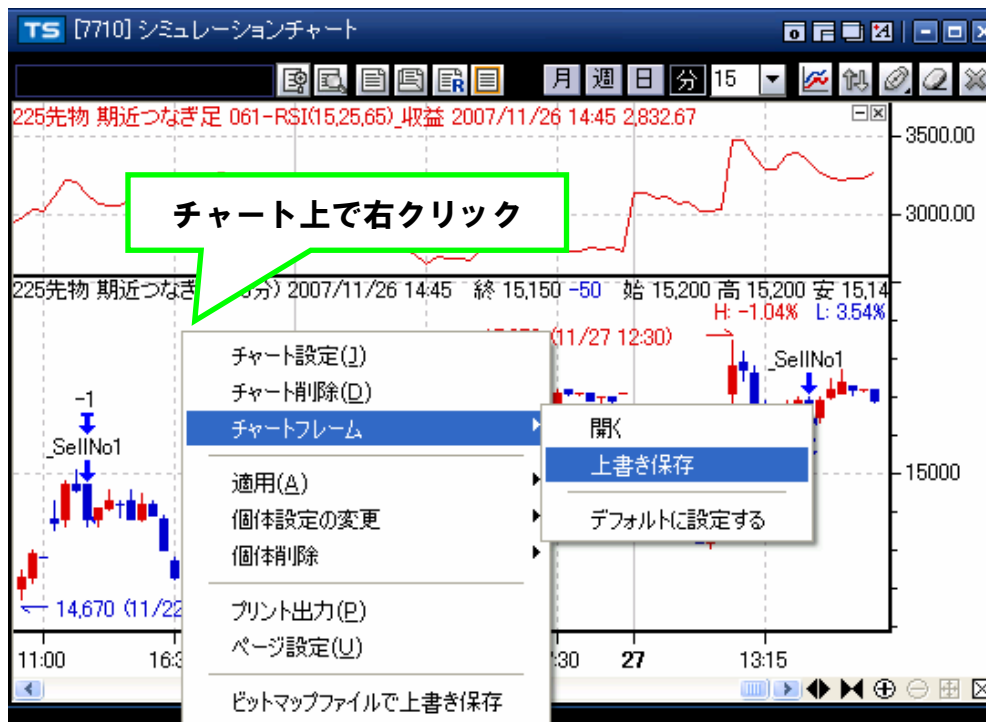 TS [7710] シミュレーションチャート
月 週 日 分 15
225先物 期近つなぎ足 061-RSI(15,25,65)_収益 2007/11/26 14:45 2,832.67
3500.00
チャート上で右クリック
3000.00
225先物 期近つなぎ 分) 2007/11/26 14:45 終 15,150 -50 始 15,200 高 15,200 安 15,14
H: -1.04% L: 3.54%
(11/27 12:30)
チャート設定(J)
_SellNo1
チャート削除(D)
-1
チャートフレーム
開く
_SellNo1
上書き保存
15000
適用(A)
個体設定の変更
デフォルトに設定する
個体削除
14,670 (11/22
プリント出力(P)
ページ設定(U)
11:00 16:3 :30 27 13:15
ビットマップファイルで上書き保存